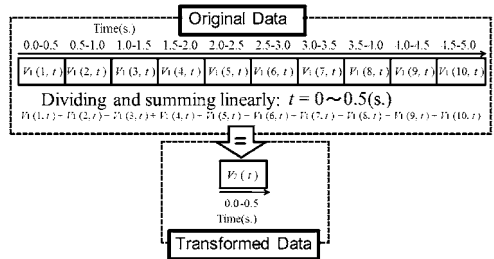 Original Data
Time(s.)
0.0-0.5 0.5-1.0 1.0-1.5 1.5-2.0 2.0-2.5 2.5-3.0 3.0-3.5 3.5-4.0 4.0-4.5 4.5-5.0
V₁(1, t) V₁(2, t) V₁(3, t) V₁(4, t) V₁(5, t) V₁(6, t) V₁(7, t) V₁(8, t) V₁(9, t) V₁(10, t)
Dividing and summing linearly: t = 0~0.5(s.)
V₁(1, t) + V₁(2, t) + V₁(3, t) + V₁(4, t) + V₁(5, t) + V₁(6, t) + V₁(7, t) + V₁(8, t) + V₁(9, t) + V₁(10, t)
=
V₂(t)
0.0-0.5
Time(s.)
Transformed Data